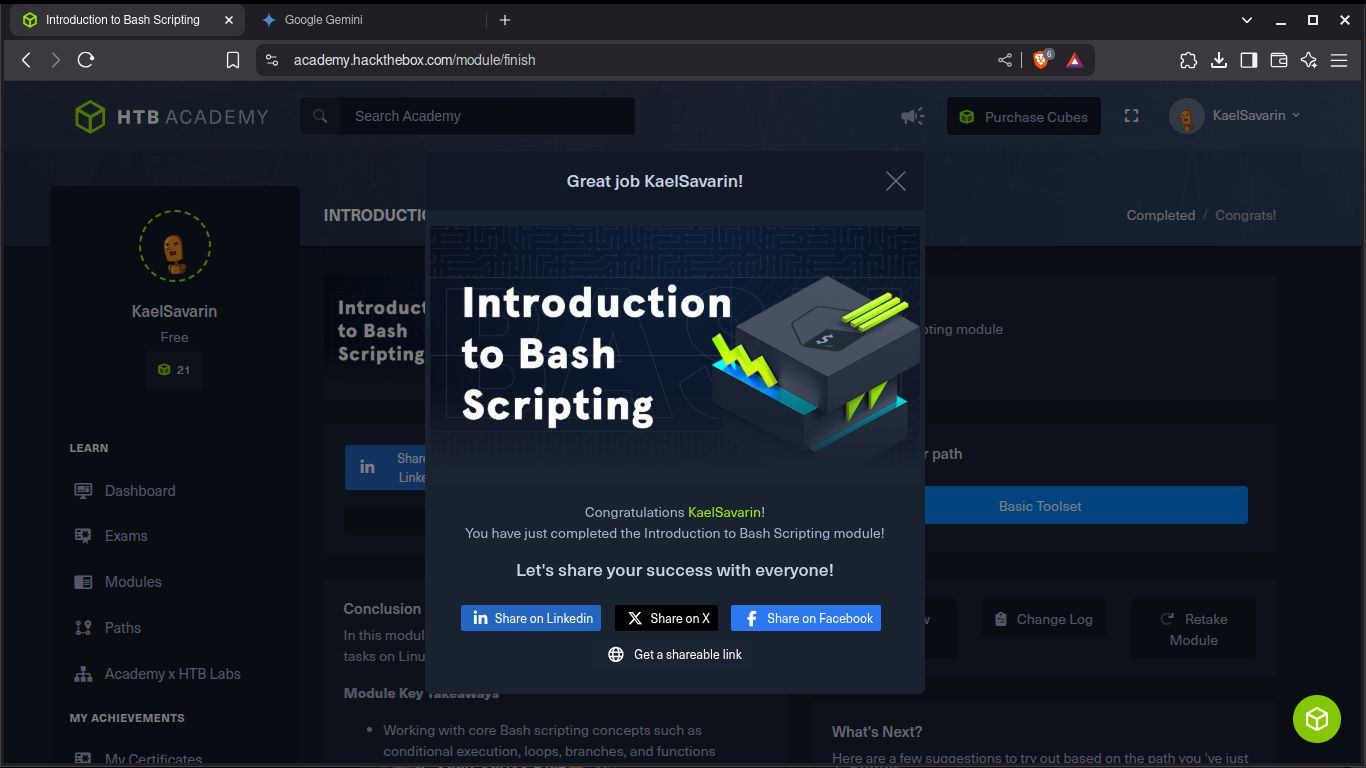 Introduction to Bash Scripting
Google Gemini
academy.hackthebox.com/module/finish
6
HTB ACADEMY
Search Academy
Purchase Cubes
KaelSavarin
Great job KaelSavarin!
INTRODUCTI
Completed / Congrats!
KaelSavarin
Free
21
Introduct
to Bash
Scripting
Introduction
to Bash
Scripting
pting module
LEARN
Dashboard
Exams
Modules
Paths
Academy x HTB Labs
MY ACHIEVEMENTS
My Certificates
Share
Linke
r path
Basic Toolset
Congratulations KaelSavarin!
You have just completed the Introduction to Bash Scripting module!
Let's share your success with everyone!
Share on Linkedin
Share on X
Share on Facebook
Get a shareable link
Conclusion
In this modul
tasks on Linu
Module Key Takeaways
Working with core Bash scripting concepts such as
conditional execution, loops, branches, and functions
w
Change Log
Retake
Module
What's Next?
Here are a few suggestions to try out based on the path you 've just